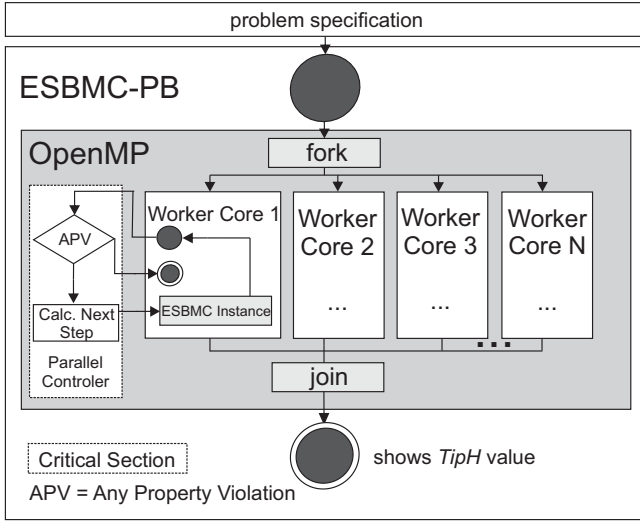 problem specification
ESBMC-PB
OpenMP
fork
Worker Core 1
Worker
Core 2
...
Worker
Core 3
...
Worker
Core N
...
APV
Calc. Next
Step
ESBMC Instance
Parallel
Controler
...
join
Critical Section
shows TipH value
APV = Any Property Violation